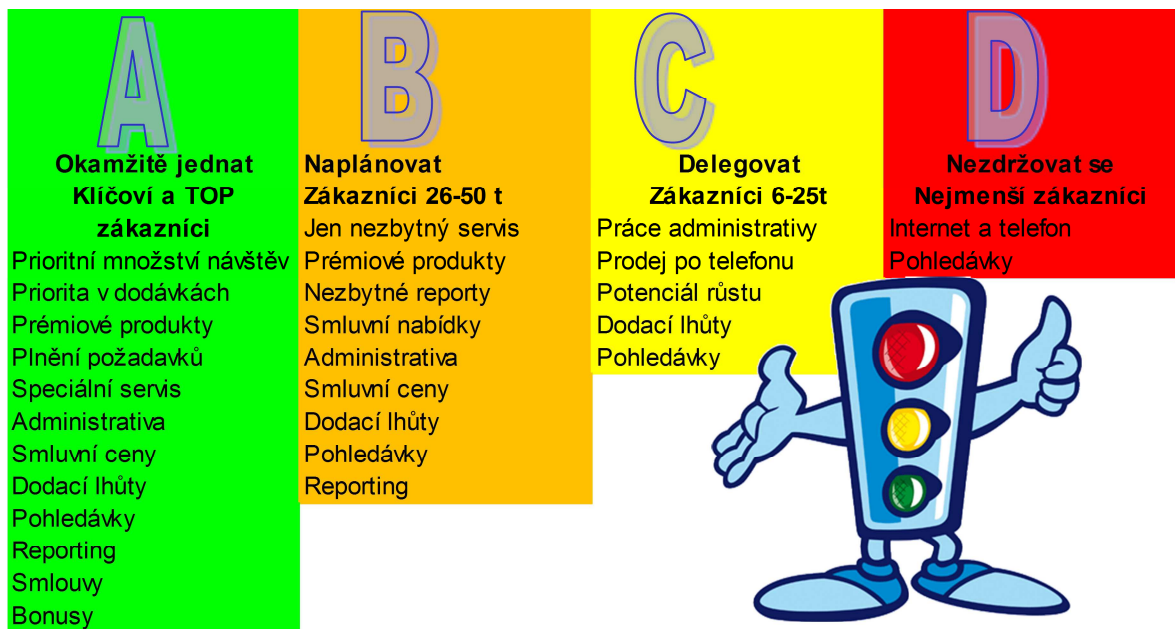 A
Okamžitě jednat
Klíčoví a TOP
zákazníci
Prioritní množství návštěv
Priorita v dodávkách
Prémiové produkty
Plnění požadavků
Speciální servis
Administrativa
Smluvní ceny
Dodací lhůty
Pohledávky
Reporting
Smlouvy
Bonusy
B
Naplánovat
Zákazníci 26-50 t
Jen nezbytný servis
Prémiové produkty
Nezbytné reporty
Smluvní nabídky
Administrativa
Smluvní ceny
Dodací lhůty
Pohledávky
Reporting
C
Delegovat
Zákazníci 6-25t
Práce administrativy
Prodej po telefonu
Potenciál růstu
Dodací lhůty
Pohledávky
D
Nezdržovat se
Nejmenší zákazníci
Internet a telefon
Pohledávky